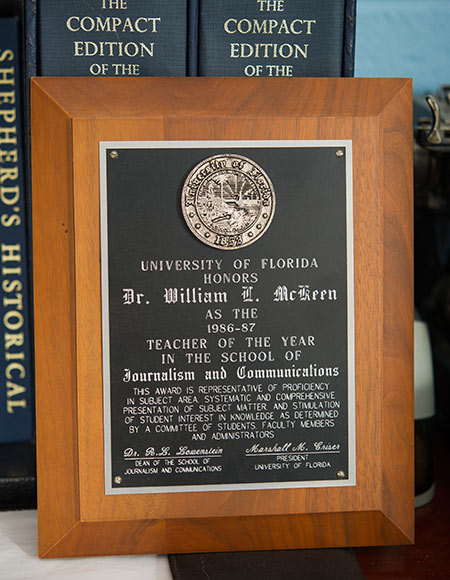 THE
COMPACT
EDITION
OF THE
THE
COMPACT
EDITION
OF THE
SHEPHERD'S HISTORICAL
University of Florida
1853
UNIVERSITY OF FLORIDA
HONORS
Dr. William L. McKeen
AS THE
1986-87
TEACHER OF THE YEAR
IN THE SCHOOL OF
Journalism and Communications
THIS AWARD IS REPRESENTATIVE OF PROFICIENCY
IN SUBJECT AREA, SYSTEMATIC AND COMPREHENSIVE
PRESENTATION OF SUBJECT MATTER AND STIMULATION
OF STUDENT INTEREST IN KNOWLEDGE AS DETERMINED
BY A COMMITTEE OF STUDENTS, FACULTY MEMBERS
AND ADMINISTRATORS
Dr. R.L. Lowenstein
DEAN OF THE SCHOOL OF
JOURNALISM AND COMMUNICATIONS
Marshall M. Criser
PRESIDENT
UNIVERSITY OF FLORIDA